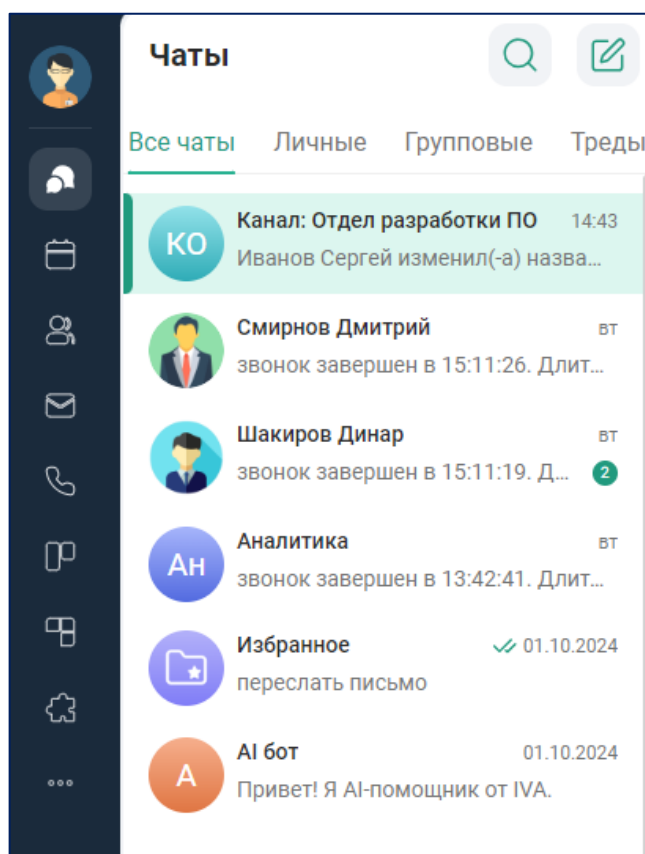 Чаты
Все чаты Личные Групповые Треды
КО
Канал: Отдел разработки ПО 14:43
Иванов Сергей изменил(-а) назва...
Смирнов Дмитрий вт
звонок завершен в 15:11:26. Длит...
Шакиров Динар вт
звонок завершен в 15:11:19. Д... 2
Ан
Аналитика вт
звонок завершен в 13:42:41. Длит...
Избранное 01.10.2024
переслать письмо
А
AI бот 01.10.2024
Привет! Я AI-помощник от IVA.